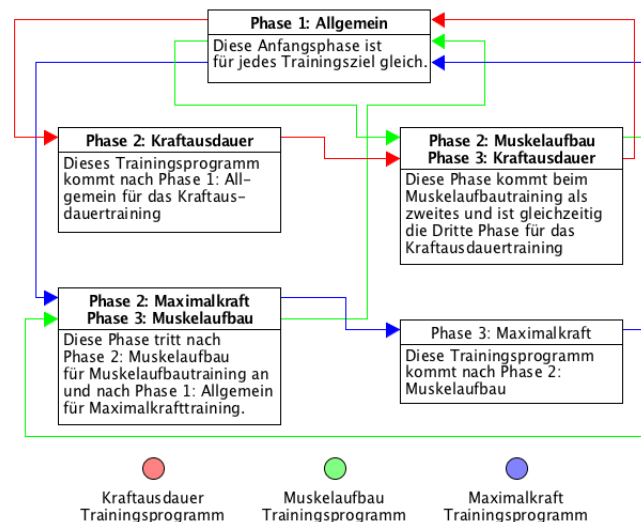 Phase 1: Allgemein
Diese Anfangsphase ist
für jedes Trainingsziel gleich.
Phase 2: Kraftausdauer
Dieses Trainingsprogramm
kommt nach Phase 1: All-
gemein für das Kraftaus-
dauertraining
Phase 2: Muskelaufbau
Phase 3: Kraftausdauer
Diese Phase kommt beim
Muskelaufbautraining als
zweites und ist gleichzeitig
die Dritte Phase für das
Kraftausdauertraining
Phase 2: Maximalkraft
Phase 3: Muskelaufbau
Diese Phase tritt nach
Phase 2: Muskelaufbau
für Muskelaufbautraining an
und nach Phase 1: Allgemein
für Maximalkrafttraining.
Phase 3: Maximalkraft
Diese Trainingsprogramm
kommt nach Phase 2:
Muskelaufbau
Kraftausdauer
Trainingsprogramm
Muskelaufbau
Trainingsprogramm
Maximalkraft
Trainingsprogramm